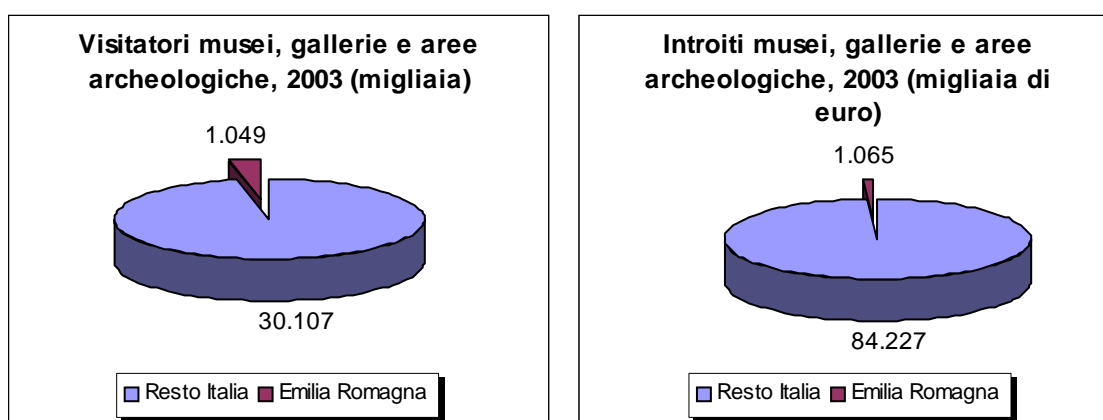 Visitatori musei, gallerie e aree
archeologiche, 2003 (migliaia)
1.049
30.107
Resto Italia Emilia Romagna
Introiti musei, gallerie e aree
archeologiche, 2003 (migliaia di
euro)
1.065
84.227
Resto Italia Emilia Romagna